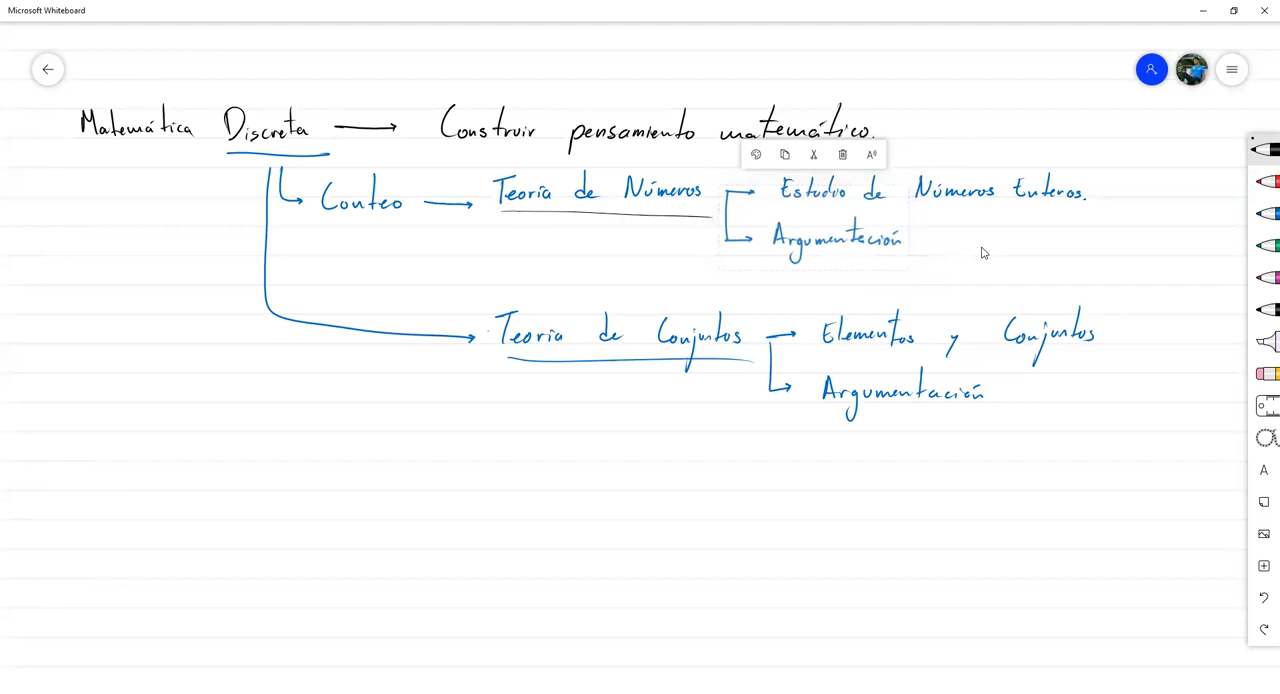 Microsoft Whiteboard
Matemática Discreta → Construir pensamiento matemático.
Conteo → Teoría de Números → Estudio de Números Enteros.
→ Argumentación
Teoría de Conjuntos → Elementos y Conjuntos
→ Argumentación